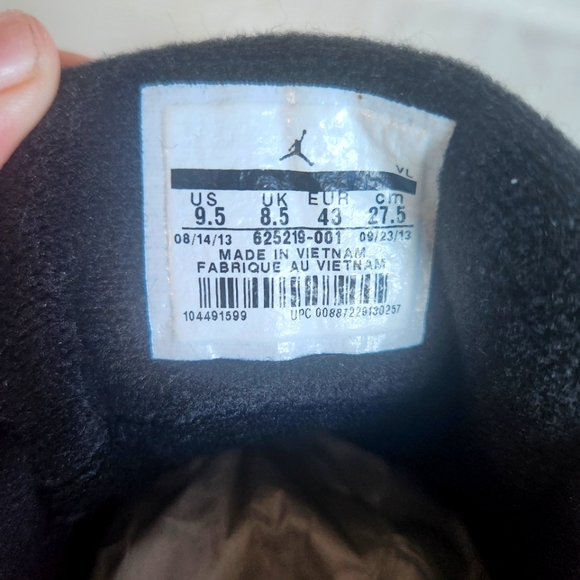 VL
US UK EUR cm
9.5 8.5 43 27.5
08/14/13 625219-001 09/23/13
MADE IN VIETNAM
FABRIQUE AU VIETNAM
104491599 UPC 00887229130257